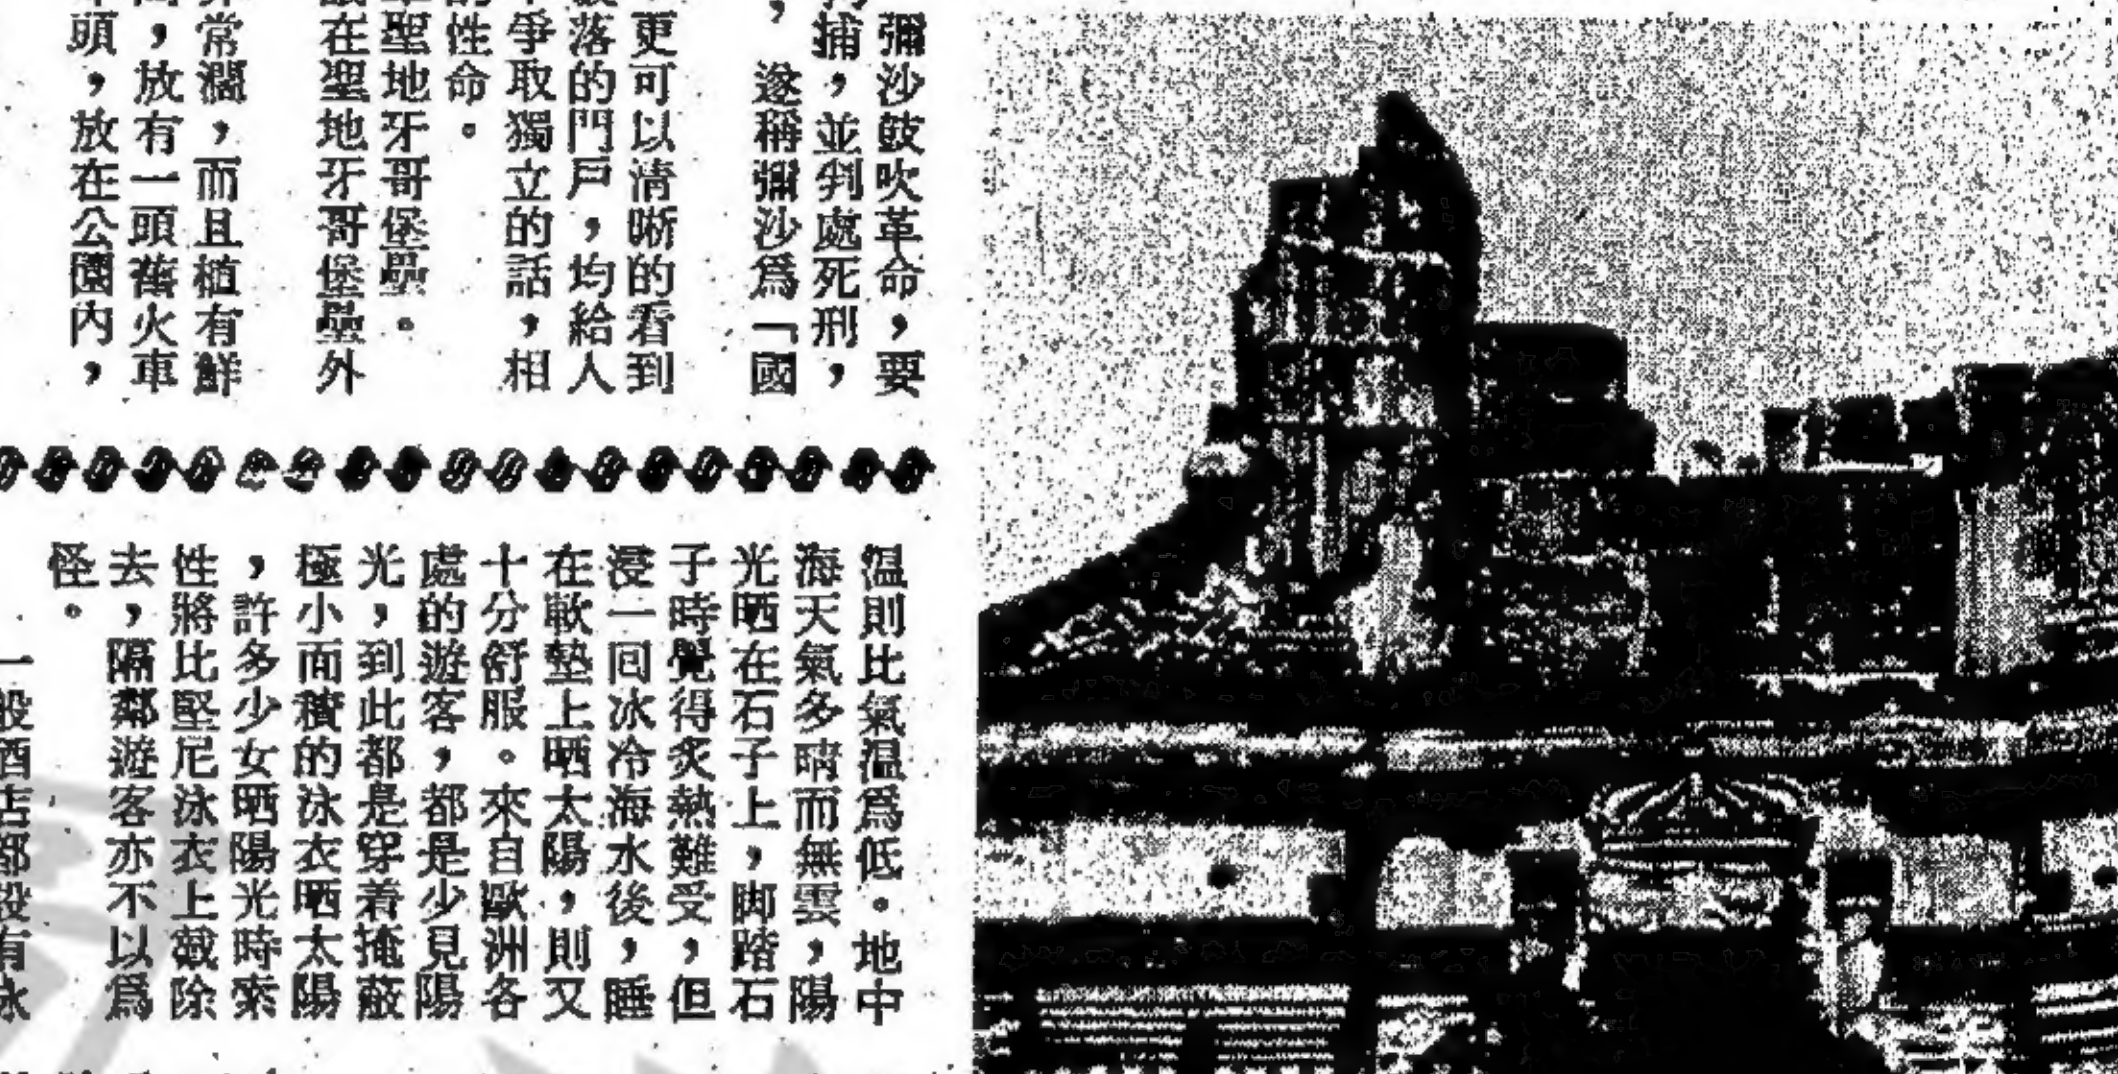 彌沙鼓吹革命，要
捕，並判處死刑，
，遂稱彌沙爲「國
更可以清晰的看到
落的門戸，均給人
爭取獨立的話，相
的性命。
聖地牙哥堡壘。
在聖地牙哥堡壘外
常濶，而且植有鮮
，放有一頭舊火車
頭，放在公園內，
温則比氣温爲低。地中
海天氣多晴而無雲，陽
光晒在石子上，脚踏石
子時覺得炙熱難受，但
浸一回冰冷海水後，睡
在軟墊上晒太陽，則又
十分舒服。來自歐洲各
處的遊客，都是少見陽
光，到此都是穿着掩蔽
極小面積的泳衣晒太陽
，許多少女晒陽光時索
性將比堅尼泳衣上截除
去，隔鄰遊客亦不以爲
怪。
一般酒店都設有泳